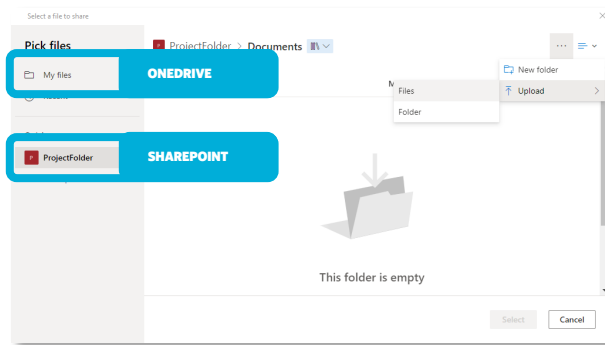 Select a file to share
Pick files
P ProjectFolder > Documents
...
New folder
My files
ONEDRIVE
Upload
Files
Folder
P ProjectFolder
SHAREPOINT
This folder is empty
Select
Cancel